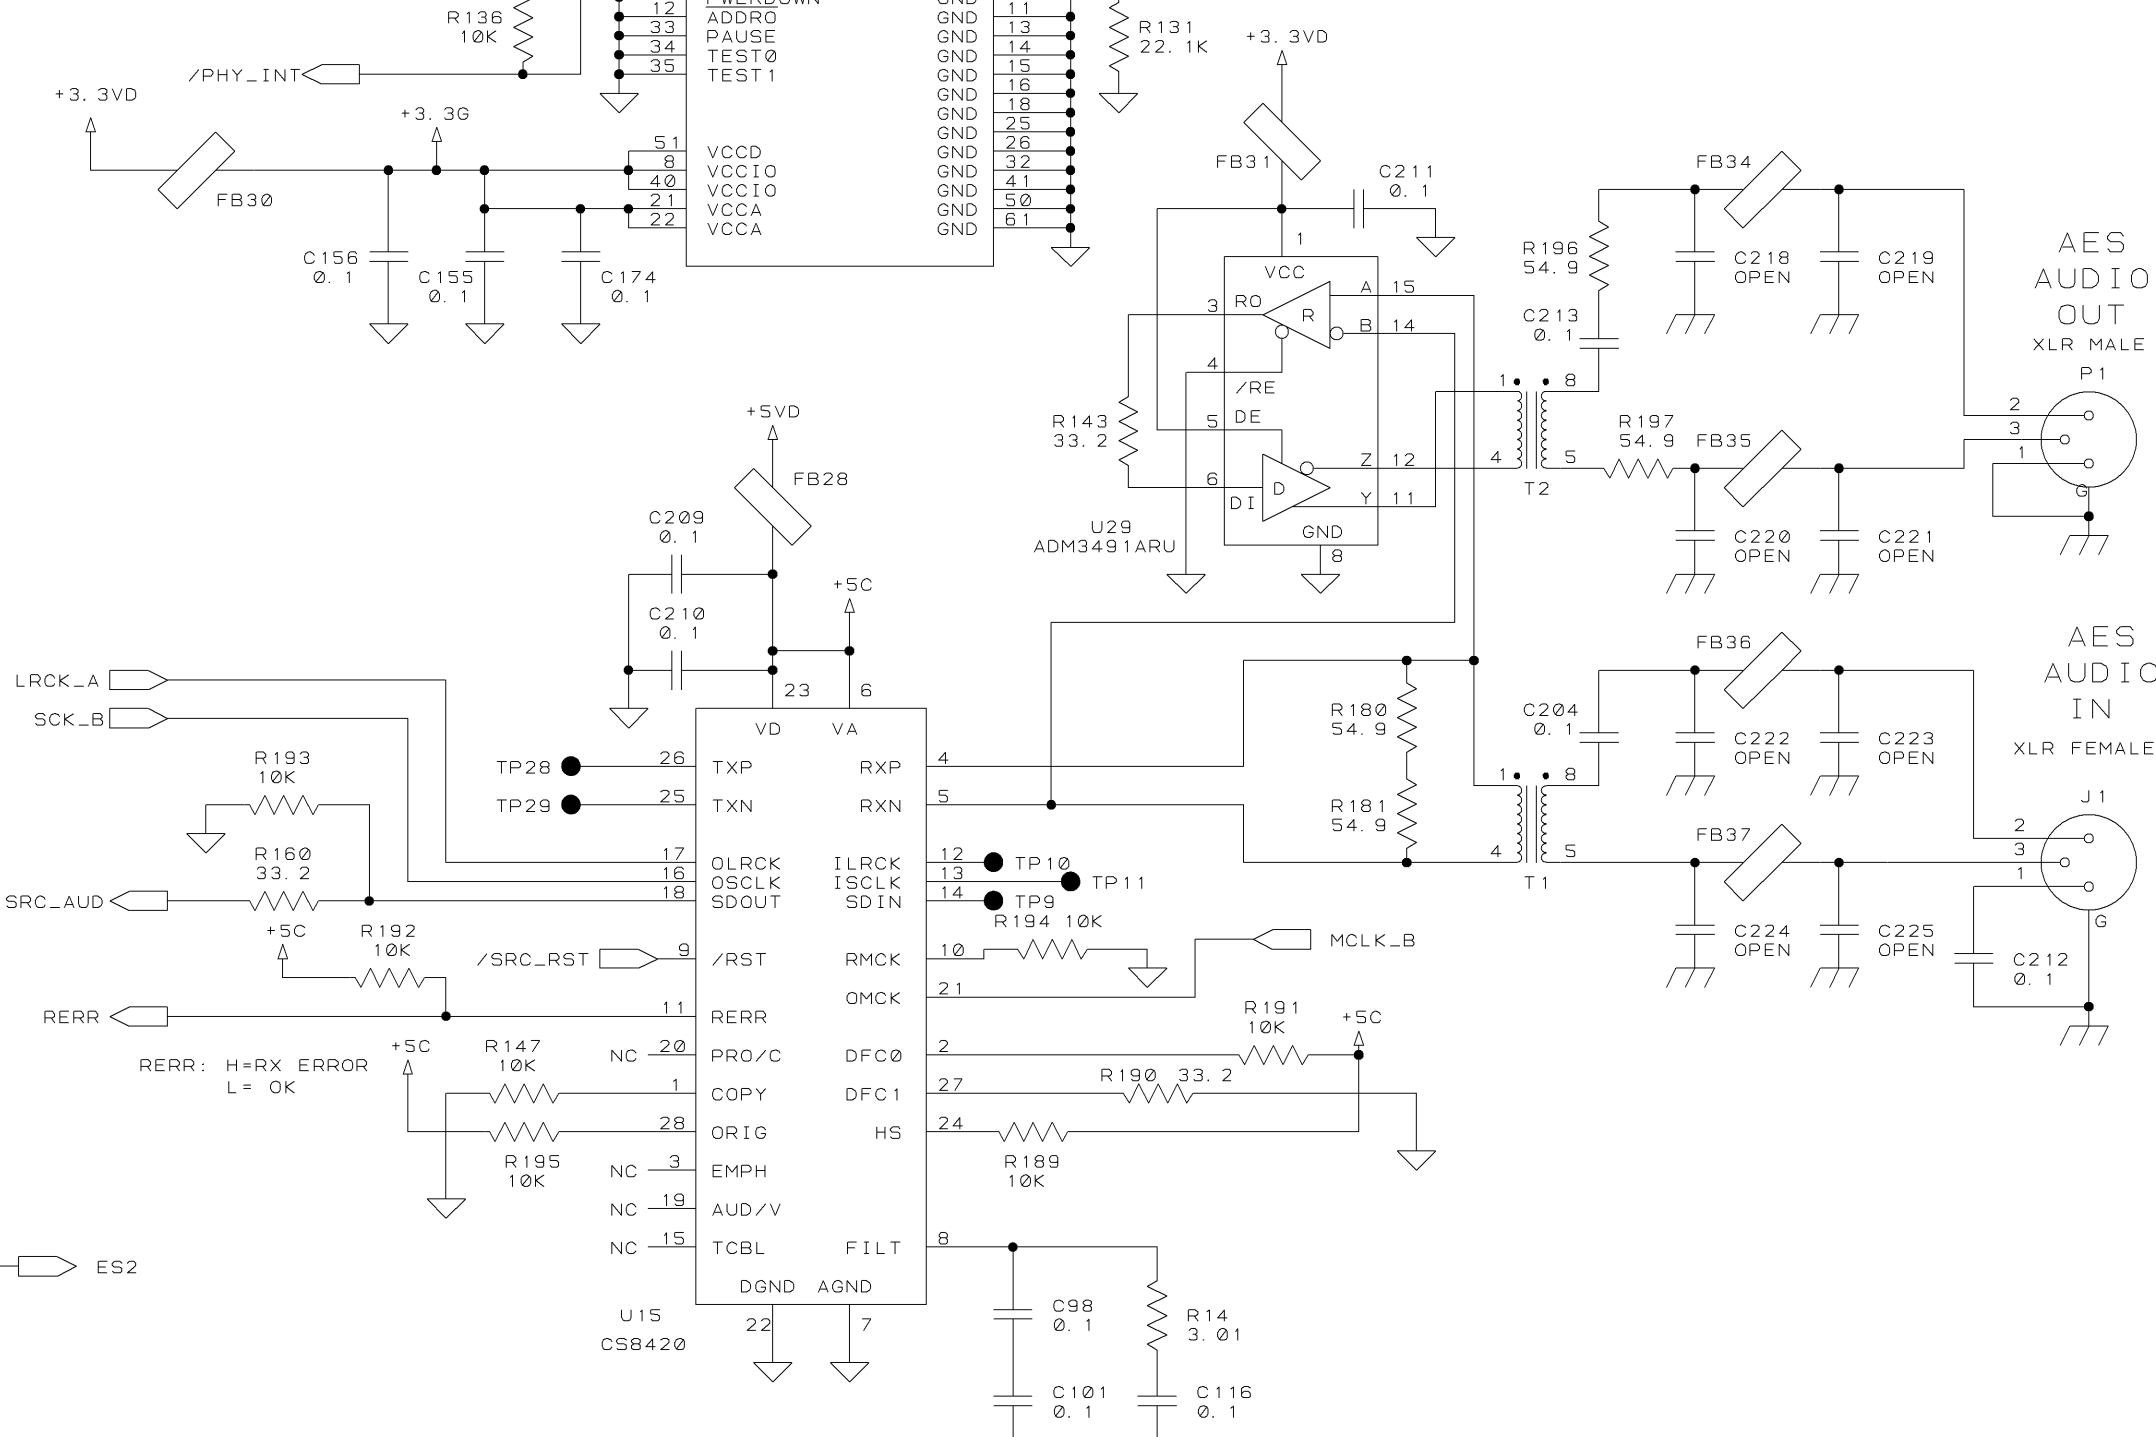 R136
10K
/PHY_INT
12
ADDR0
33
PAUSE
34
TEST0
35
TEST1
51
VCCD
8
VCCIO
40
VCCIO
21
VCCA
22
VCCA
GND
11
GND
13
GND
14
GND
15
GND
16
GND
18
GND
25
GND
26
GND
32
GND
41
GND
50
GND
61
R131
22.1K
+3.3VD
FB30
+3.3G
C156
0.1
C155
0.1
C174
0.1
+3.3VD
FB31
C211
0.1
1
VCC
3
RO
R
A
15
B
14
4
/RE
5
DE
6
DI
D
Z
12
Y
11
GND
8
R143
33.2
U29
ADM3491ARU
1
8
4
5
T2
R196
54.9
C213
0.1
R197
54.9
FB34
C218
OPEN
C219
OPEN
FB35
C220
OPEN
C221
OPEN
AES
AUDIO
OUT
XLR MALE
P1
2
3
1
G
+5VD
FB28
C209
0.1
C210
0.1
+5C
23
6
VD
VA
LRCK_A
SCK_B
R193
10K
R160
33.2
SRC_AUD
+5C
R192
10K
RERR
RERR: H=RX ERROR
L= OK
TP28
26
TXP
TP29
25
TXN
17
OLRCK
16
OSCLK
18
SDOUT
/SRC_RST
9
/RST
11
RERR
NC
20
PRO/C
+5C
R147
10K
1
COPY
28
ORIG
R195
10K
NC
3
EMPH
NC
19
AUD/V
NC
15
TCBL
RXP
4
RXN
5
ILRCK
12
TP10
ISCLK
13
TP11
SDIN
14
TP9
R194 10K
RMCK
10
MCLK_B
OMCK
21
R191
10K
+5C
DFC0
2
R190 33.2
DFC1
27
HS
24
R189
10K
FILT
8
DGND
AGND
22
7
U15
CS8420
C98
0.1
R14
3.01
C101
0.1
C116
0.1
R180
54.9
R181
54.9
1
8
4
5
T1
C204
0.1
FB36
C222
OPEN
C223
OPEN
FB37
C224
OPEN
C225
OPEN
AES
AUDIO
IN
XLR FEMALE
J1
2
3
1
G
C212
0.1
ES2